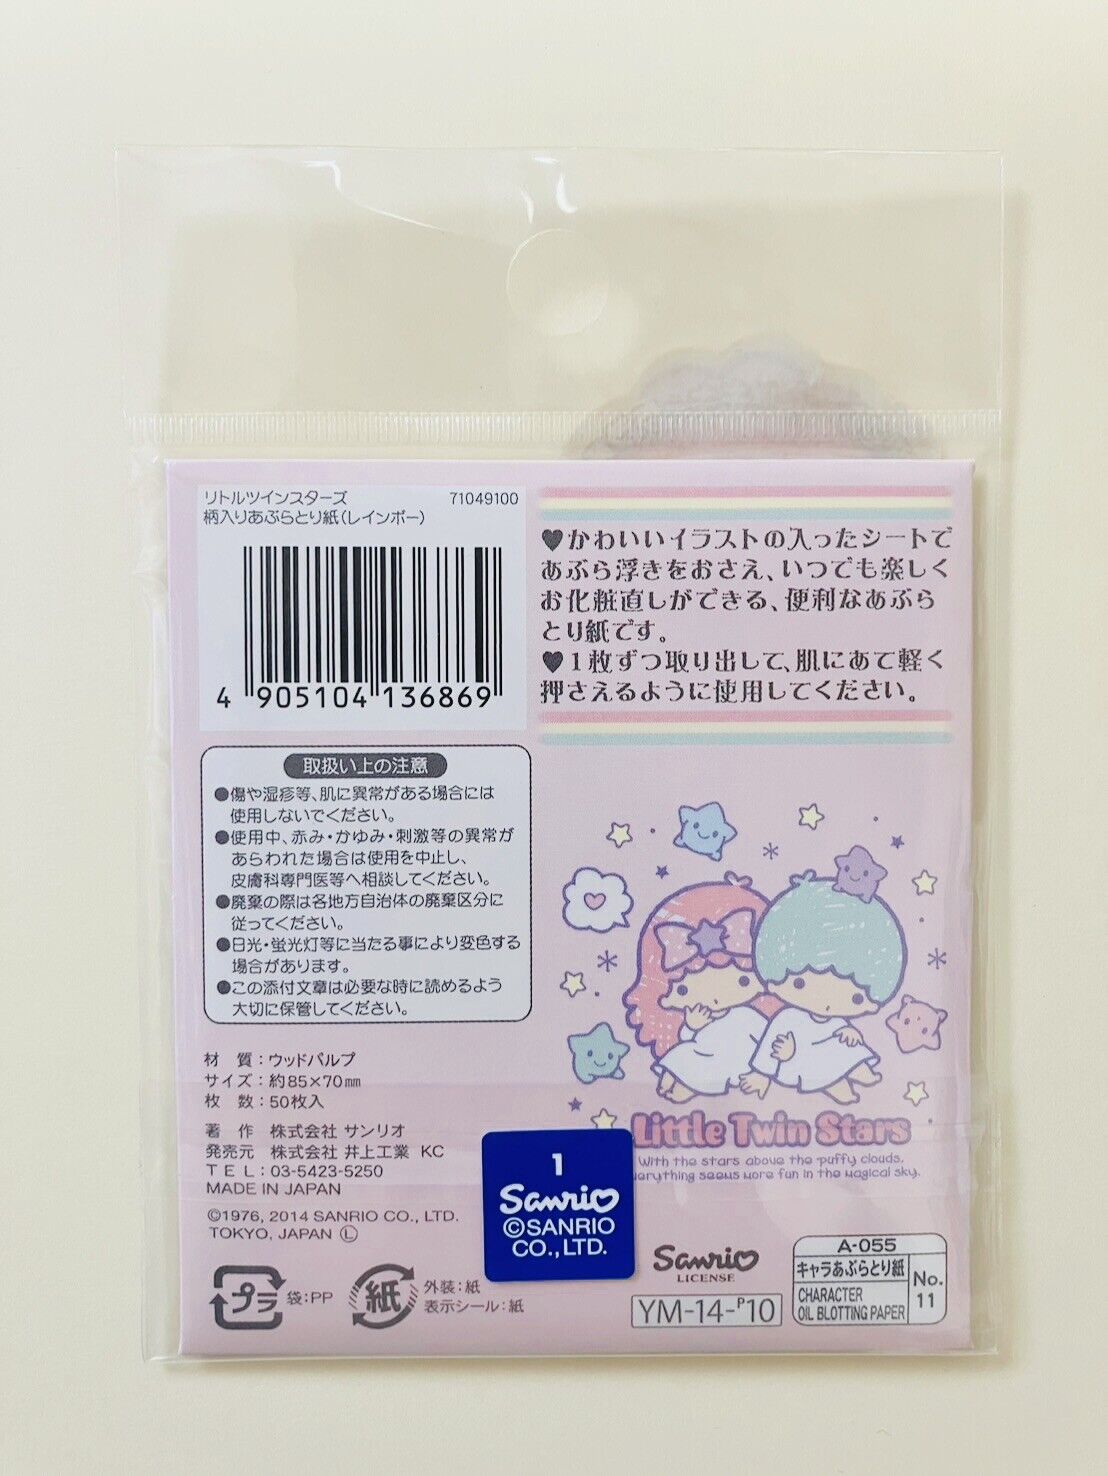 リトルツインスターズ 71049100
柄入りあぶらとり紙(レインボー)
4 905104 136869
♥かわいいイラストの入ったシートで
あぶら浮きをおさえ、いつでも楽しく
お化粧直しができる、便利なあぶら
とり紙です。
♥1枚ずつ取り出して、肌にあて軽く
押さえるように使用してください。
取扱い上の注意
●傷や湿疹等、肌に異常がある場合には
使用しないでください。
●使用中、赤み・かゆみ・刺激等の異常が
あらわれた場合は使用を中止し、
皮膚科専門医等へ相談してください。
●廃棄の際は各地方自治体の廃棄区分に
従ってください。
●日光・蛍光灯等に当たる事により変色する
場合があります。
●この添付文章は必要な時に読めるよう
大切に保管してください。
材 質:ウッドパルプ
サイズ:約85×70㎜
枚 数:50枚入
著 作 株式会社 サンリオ
発売元 株式会社 井上工業 KC
TEL:03-5423-5250
MADE IN JAPAN
©1976, 2014 SANRIO CO., LTD.
TOKYO, JAPAN Ⓛ
プラ 袋:PP
紙 外装:紙
表示シール:紙
Little Twin Stars
With the stars above the puffy clouds,
everything seems more fun in the magical sky.
1
Sanrio
©SANRIO
CO.,LTD.
Sanrio
LICENSE
YM-14-P10
A-055
キャラあぶらとり紙
CHARACTER
OIL BLOTTING PAPER
No.
11